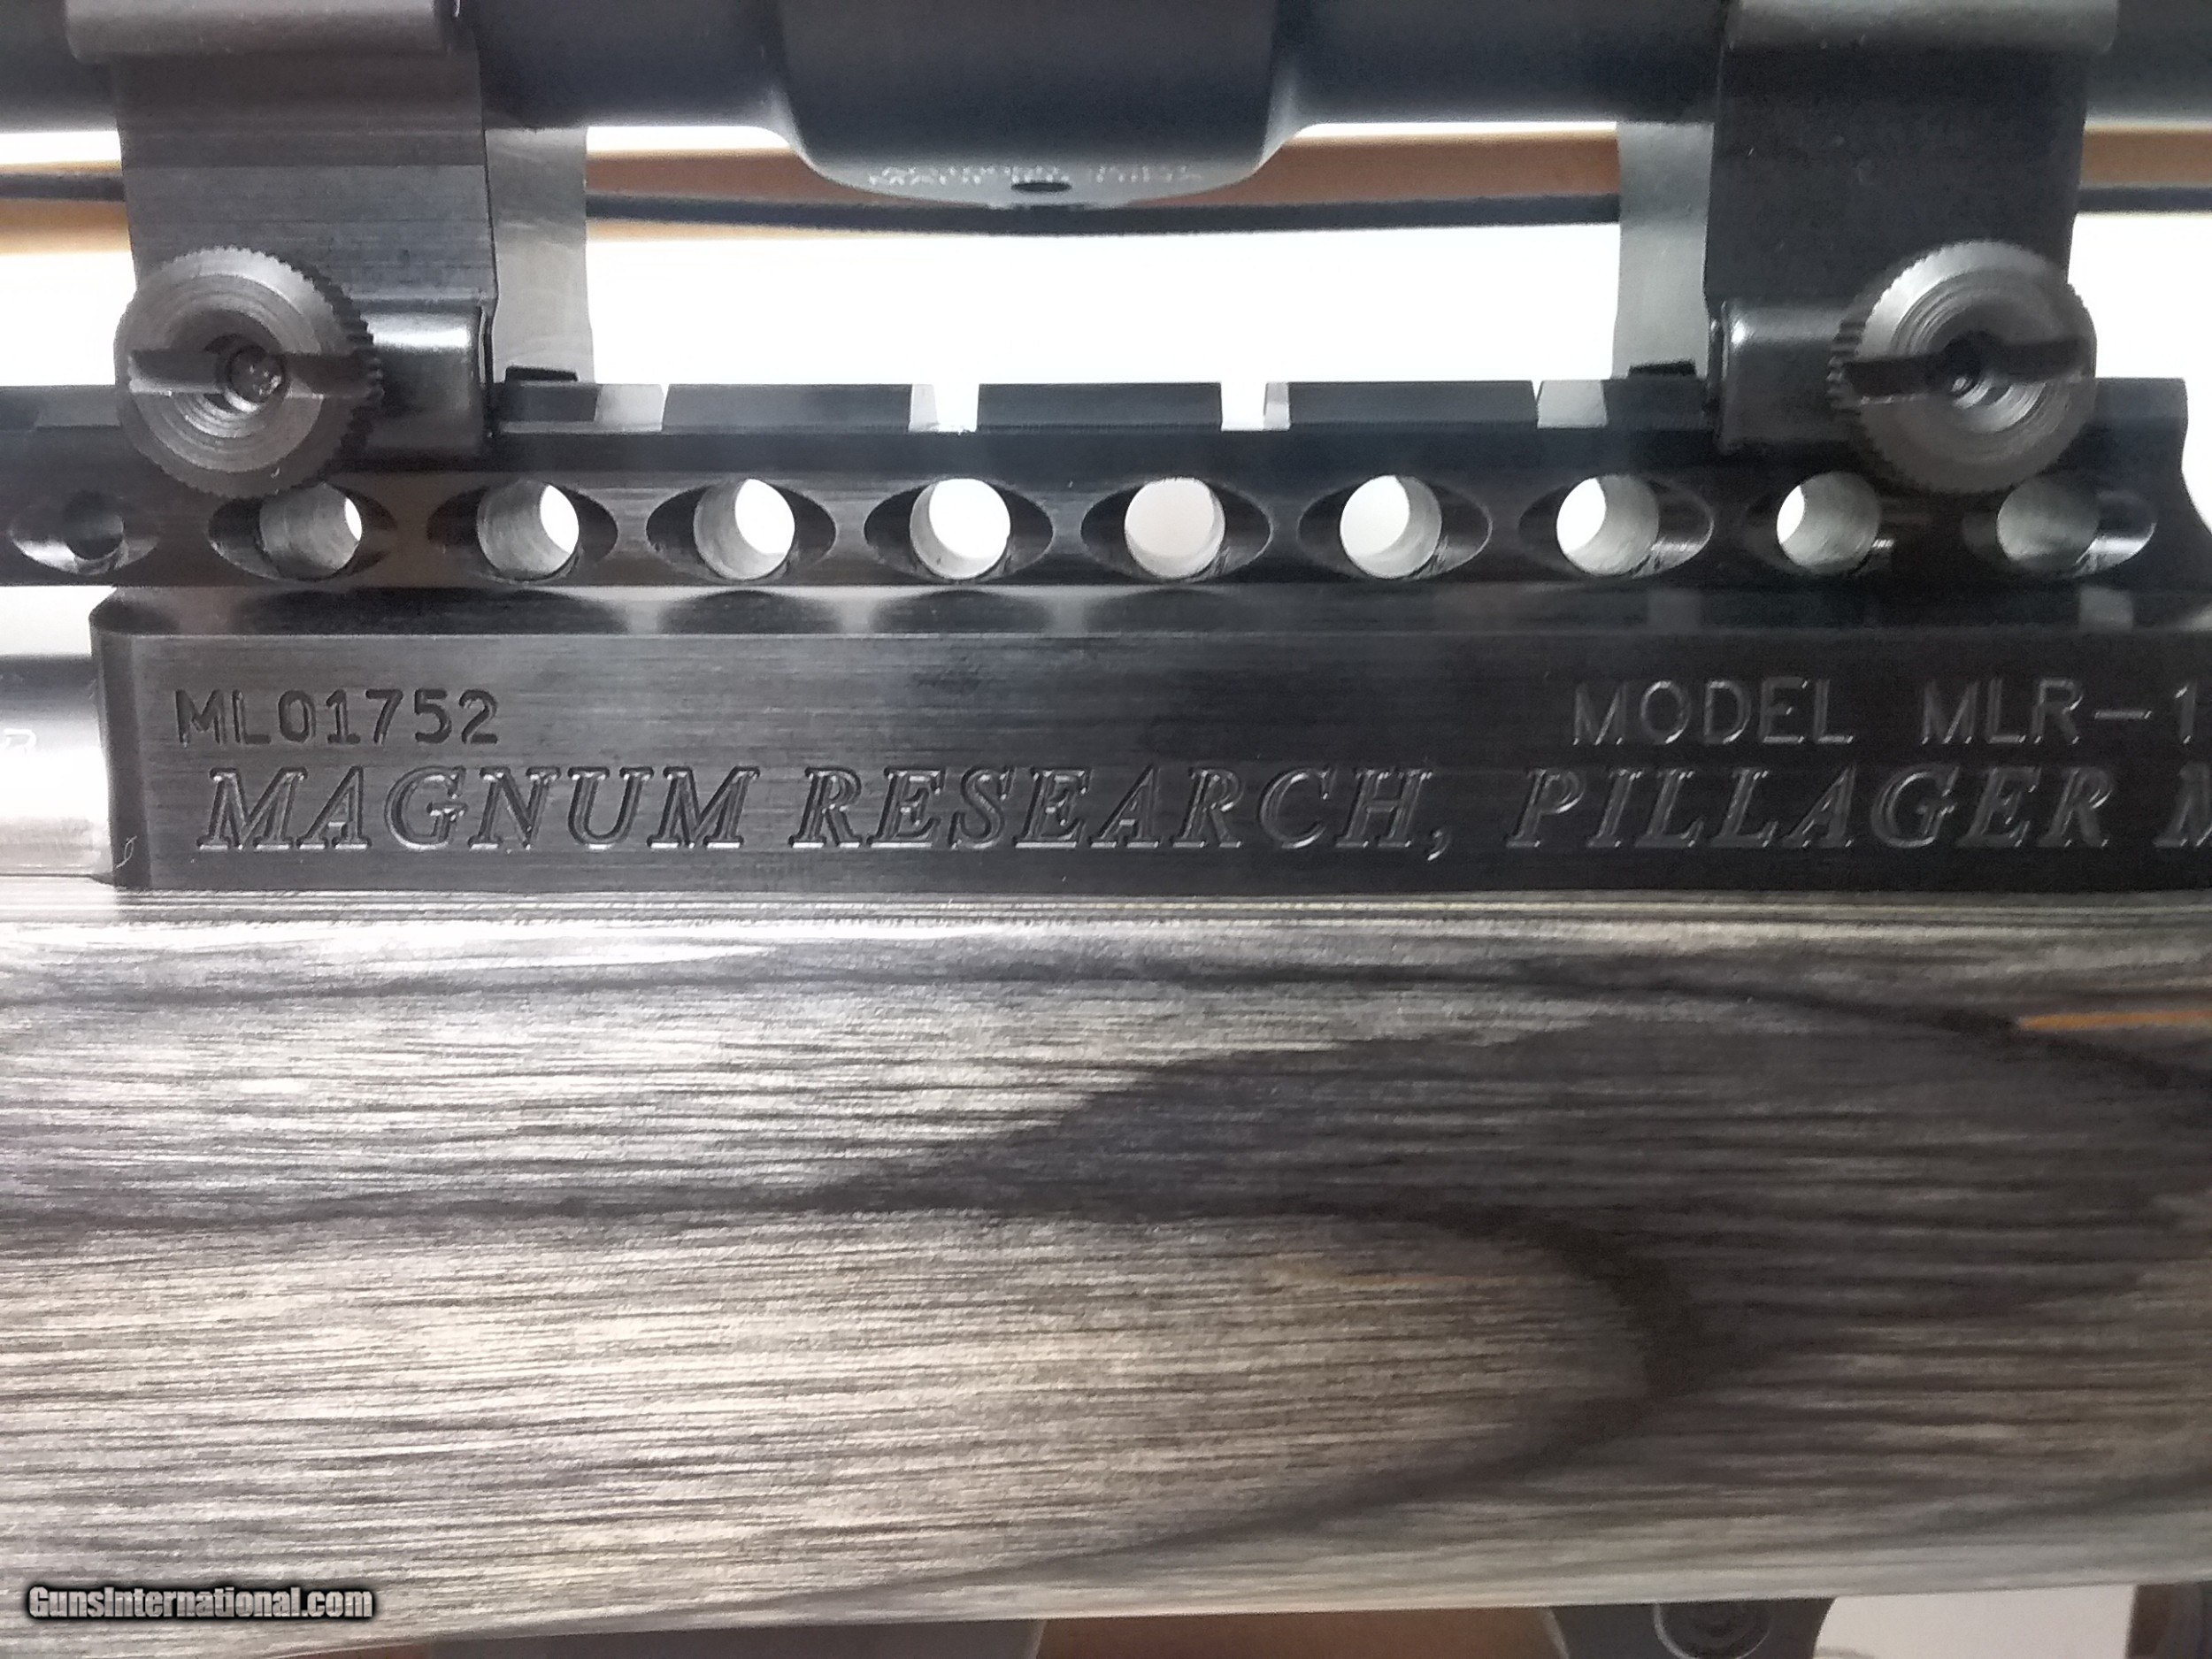 ML01752
MODEL MLR-1
MAGNUM RESEARCH, PILLAGER M
GunsInternational.com